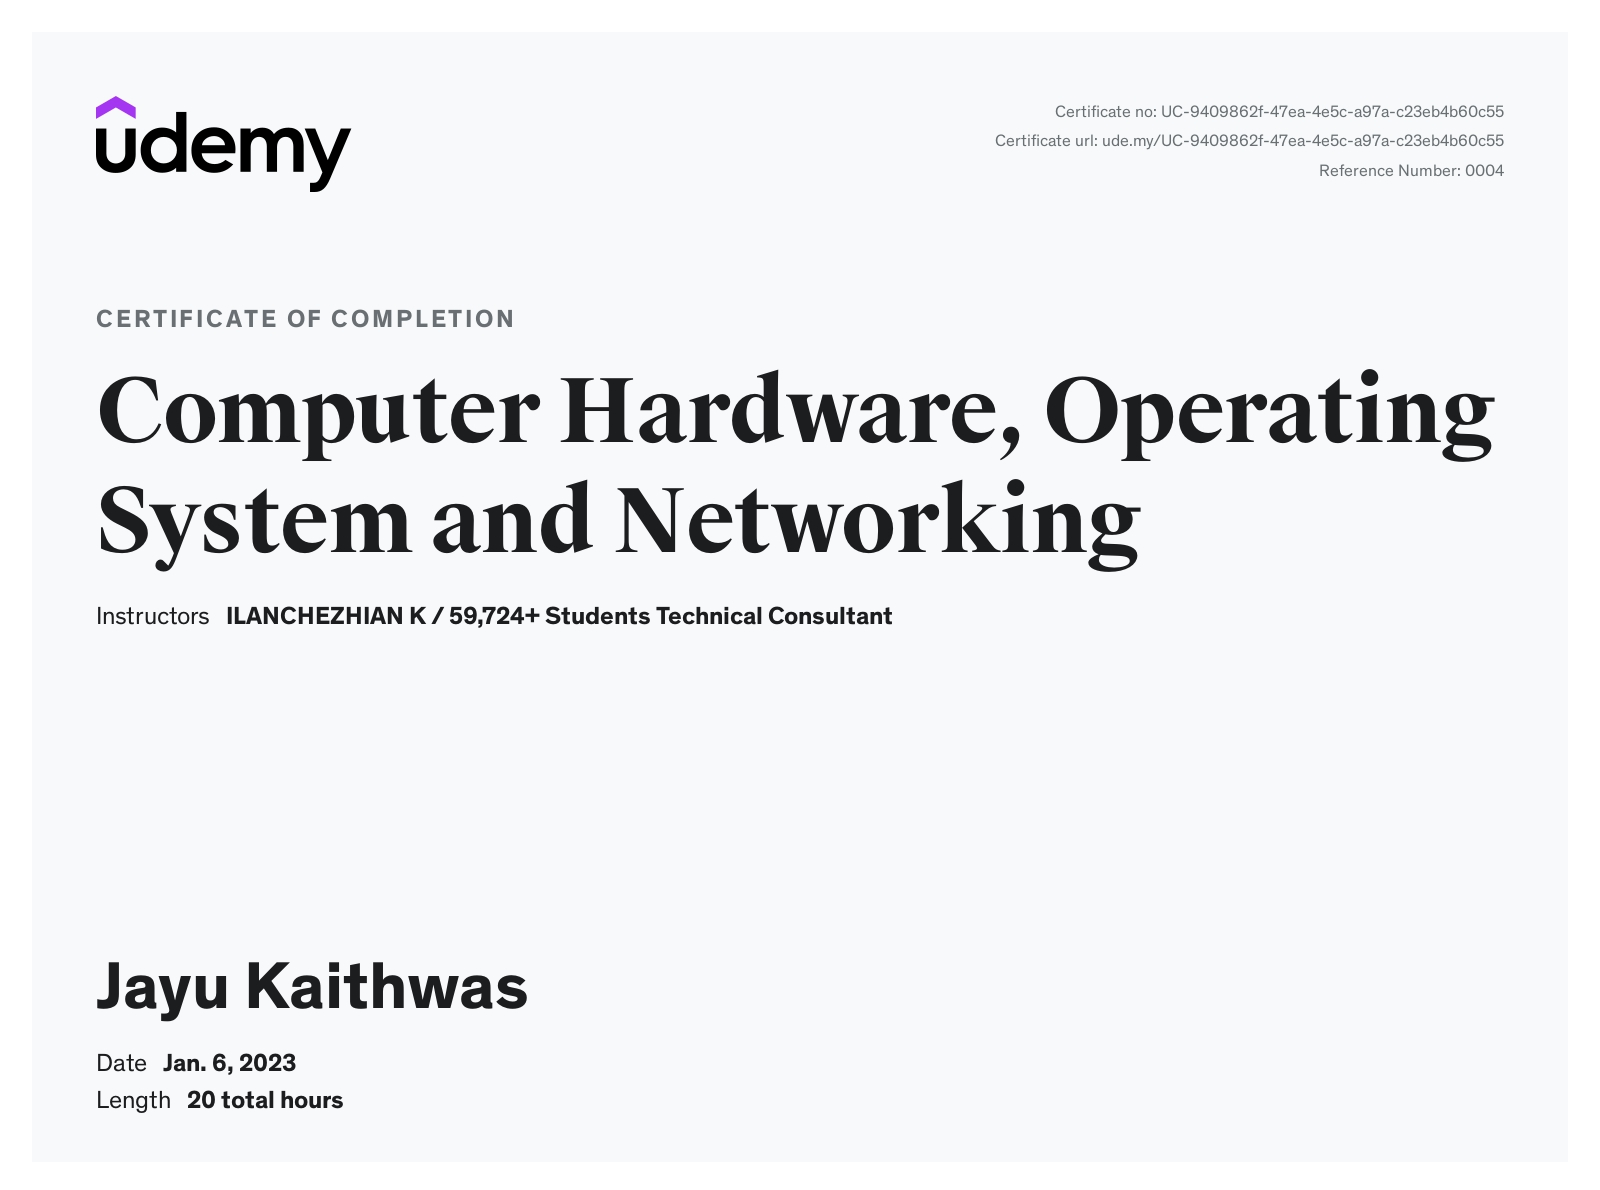 udemy
Certificate no: UC-9409862f-47ea-4e5c-a97a-c23eb4b60c55
Certificate url: ude.my/UC-9409862f-47ea-4e5c-a97a-c23eb4b60c55
Reference Number: 0004
CERTIFICATE OF COMPLETION
Computer Hardware, Operating
System and Networking
Instructors ILANCHEZHIAN K / 59,724+ Students Technical Consultant
Jayu Kaithwas
Date Jan. 6, 2023
Length 20 total hours